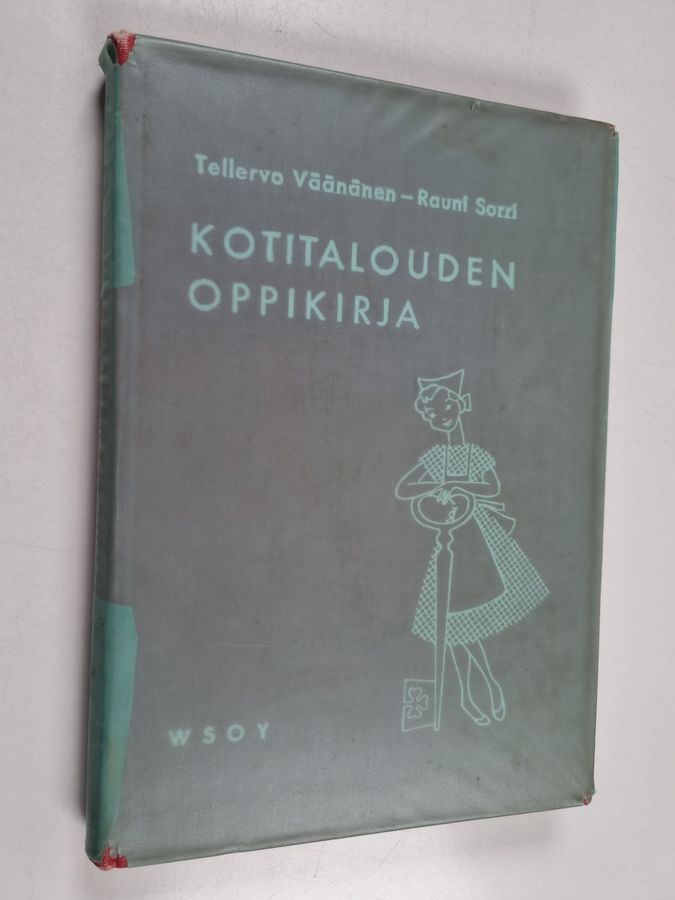 Tellervo Väänänen – Rauni Sorri
KOTITALOUDEN
OPPIKIRJA
WSOY